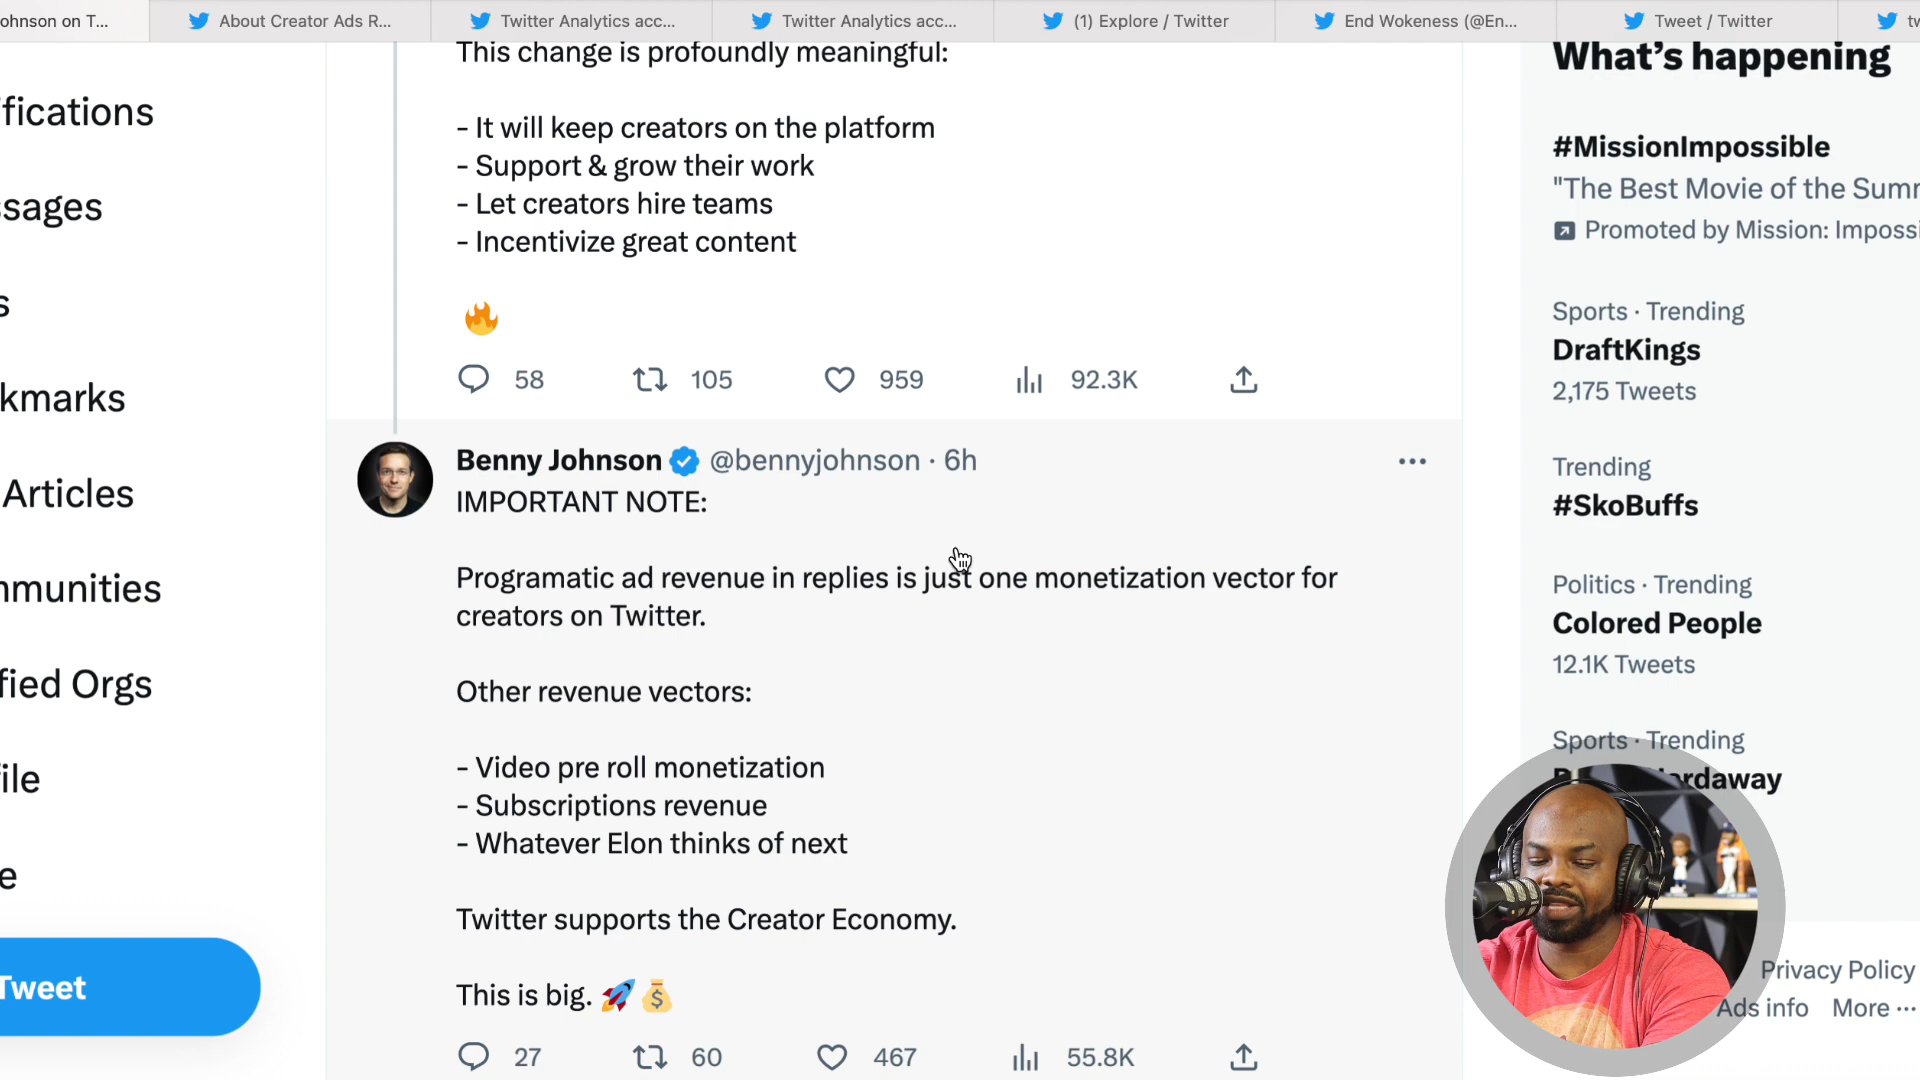 ohnson on T...
About Creator Ads R...
Twitter Analytics acc...
Twitter Analytics acc...
(1) Explore / Twitter
End Wokeness (@En...
Tweet / Twitter
tw
fications
ssages
s
kmarks
Articles
mmunities
fied Orgs
file
e
Tweet
This change is profoundly meaningful:
- It will keep creators on the platform
- Support & grow their work
- Let creators hire teams
- Incentivize great content
🔥
58 105 959 92.3K
Benny Johnson @bennyjohnson · 6h
IMPORTANT NOTE:
Programatic ad revenue in replies is just one monetization vector for
creators on Twitter.
Other revenue vectors:
- Video pre roll monetization
- Subscriptions revenue
- Whatever Elon thinks of next
Twitter supports the Creator Economy.
This is big. 🚀💰
27 60 467 55.8K
What's happening
#MissionImpossible
"The Best Movie of the Summ
Promoted by Mission: Impossi
Sports · Trending
DraftKings
2,175 Tweets
Trending
#SkoBuffs
Politics · Trending
Colored People
12.1K Tweets
Sports · Trending
rdaway
Privacy Policy
Ads info More ...